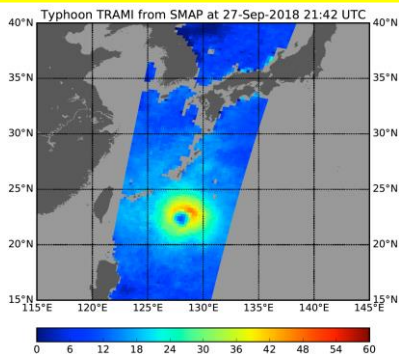 Typhoon TRAMI from SMAP at 27-Sep-2018 21:42 UTC
40°N 40°N
35°N 35°N
30°N 30°N
25°N 25°N
20°N 20°N
15°N 15°N
115°E 120°E 125°E 130°E 135°E 140°E 145°E
0 6 12 18 24 30 36 42 48 54 60